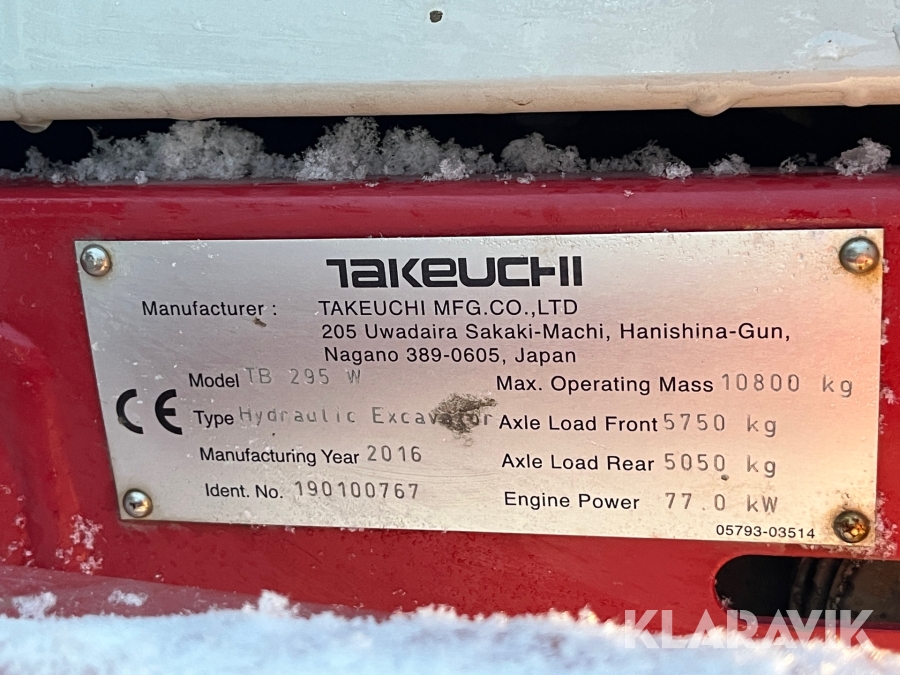 TAKEUCHI
Manufacturer : TAKEUCHI MFG.CO.,LTD
205 Uwadaira Sakaki-Machi, Hanishina-Gun,
Nagano 389-0605, Japan
Model TB 295 W Max. Operating Mass 10800 kg
CE
Type Hydraulic Excavator Axle Load Front 5750 kg
Manufacturing Year 2016 Axle Load Rear 5050 kg
Ident. No. 190100767 Engine Power 77.0 kW
05793-03514
KLARAVIK